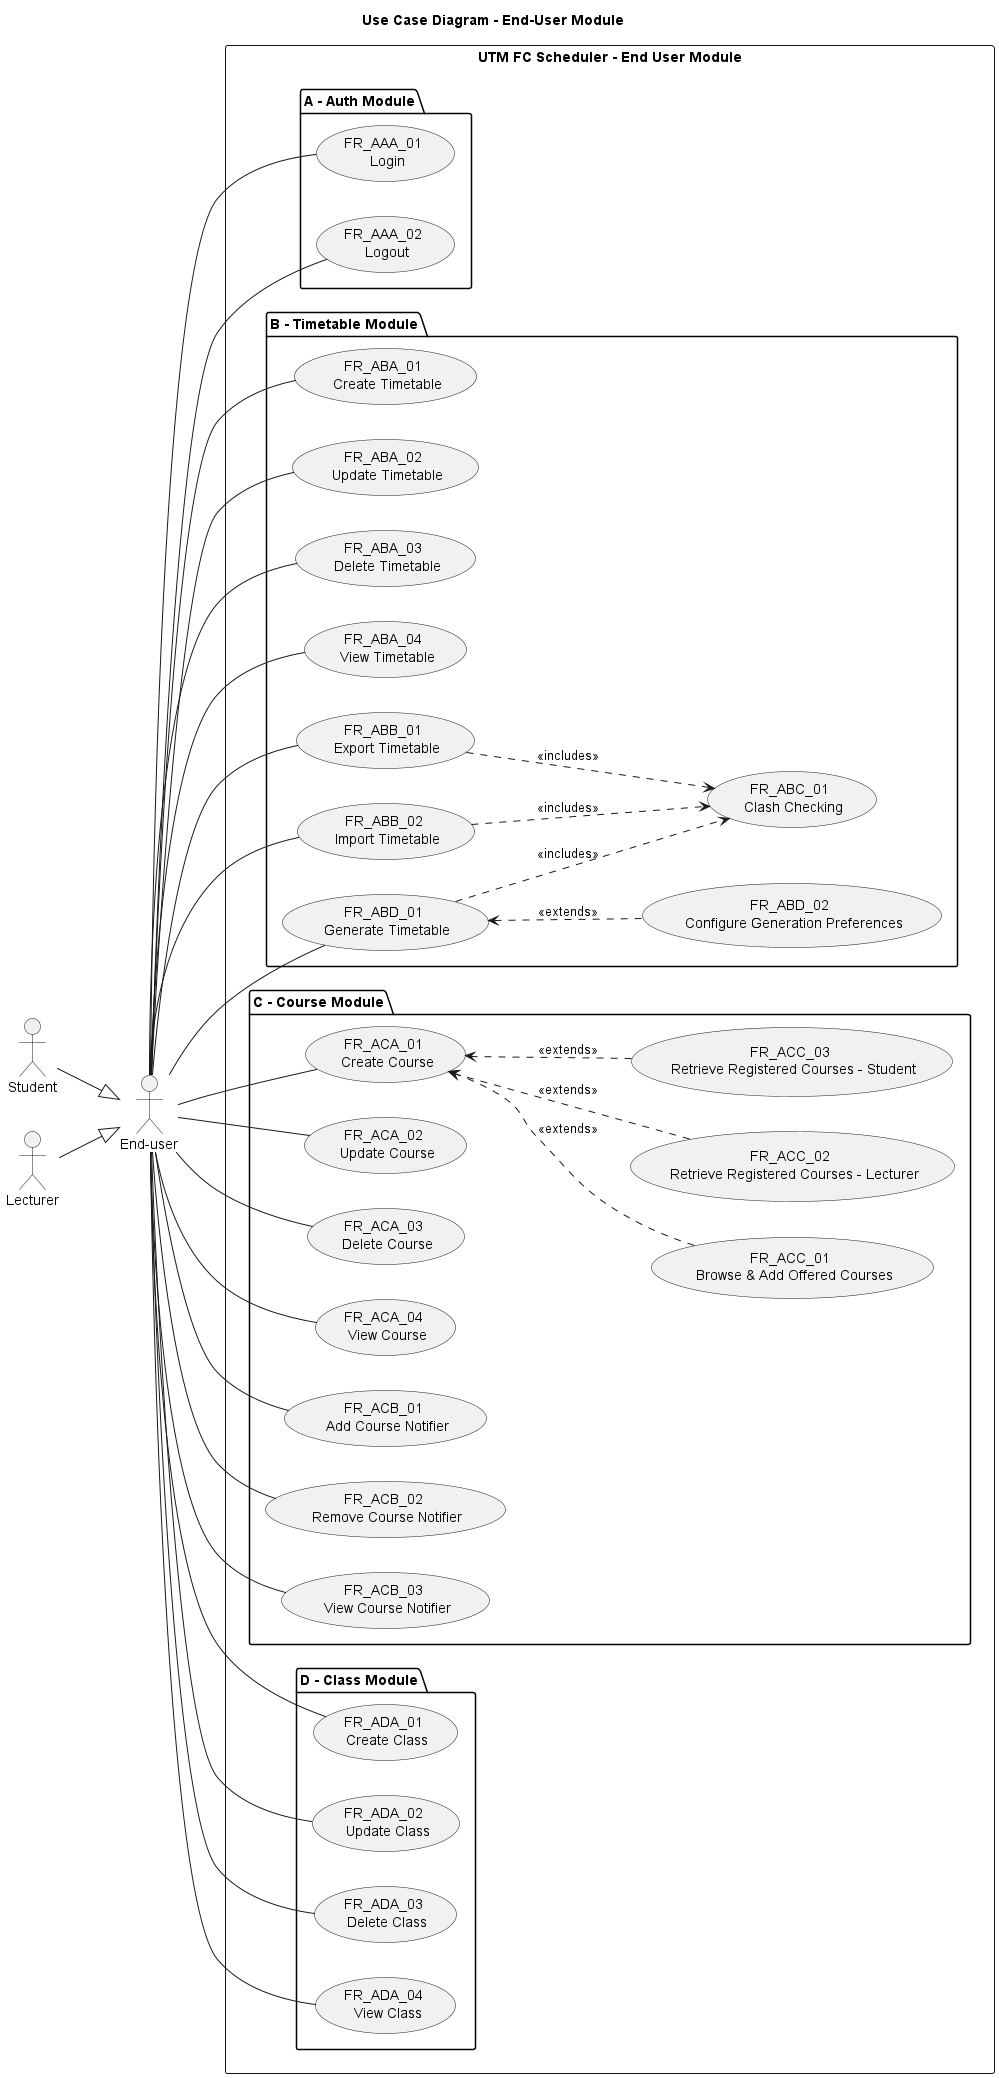 Use Case Diagram - End-User Module
UTM FC Scheduler - End User Module
A - Auth Module
FR_AAA_01
Login
FR_AAA_02
Logout
B - Timetable Module
FR_ABA_01
Create Timetable
FR_ABA_02
Update Timetable
FR_ABA_03
Delete Timetable
FR_ABA_04
View Timetable
FR_ABB_01
Export Timetable
«includes»
FR_ABC_01
Clash Checking
FR_ABB_02
Import Timetable
«includes»
«includes»
FR_ABD_01
Generate Timetable
«extends»
FR_ABD_02
Configure Generation Preferences
C - Course Module
FR_ACA_01
Create Course
«extends»
FR_ACC_03
Retrieve Registered Courses - Student
«extends»
«extends»
Student
End-user
Lecturer
FR_ACA_02
Update Course
FR_ACC_02
Retrieve Registered Courses - Lecturer
FR_ACA_03
Delete Course
FR_ACC_01
Browse & Add Offered Courses
FR_ACA_04
View Course
FR_ACB_01
Add Course Notifier
FR_ACB_02
Remove Course Notifier
FR_ACB_03
View Course Notifier
D - Class Module
FR_ADA_01
Create Class
FR_ADA_02
Update Class
FR_ADA_03
Delete Class
FR_ADA_04
View Class